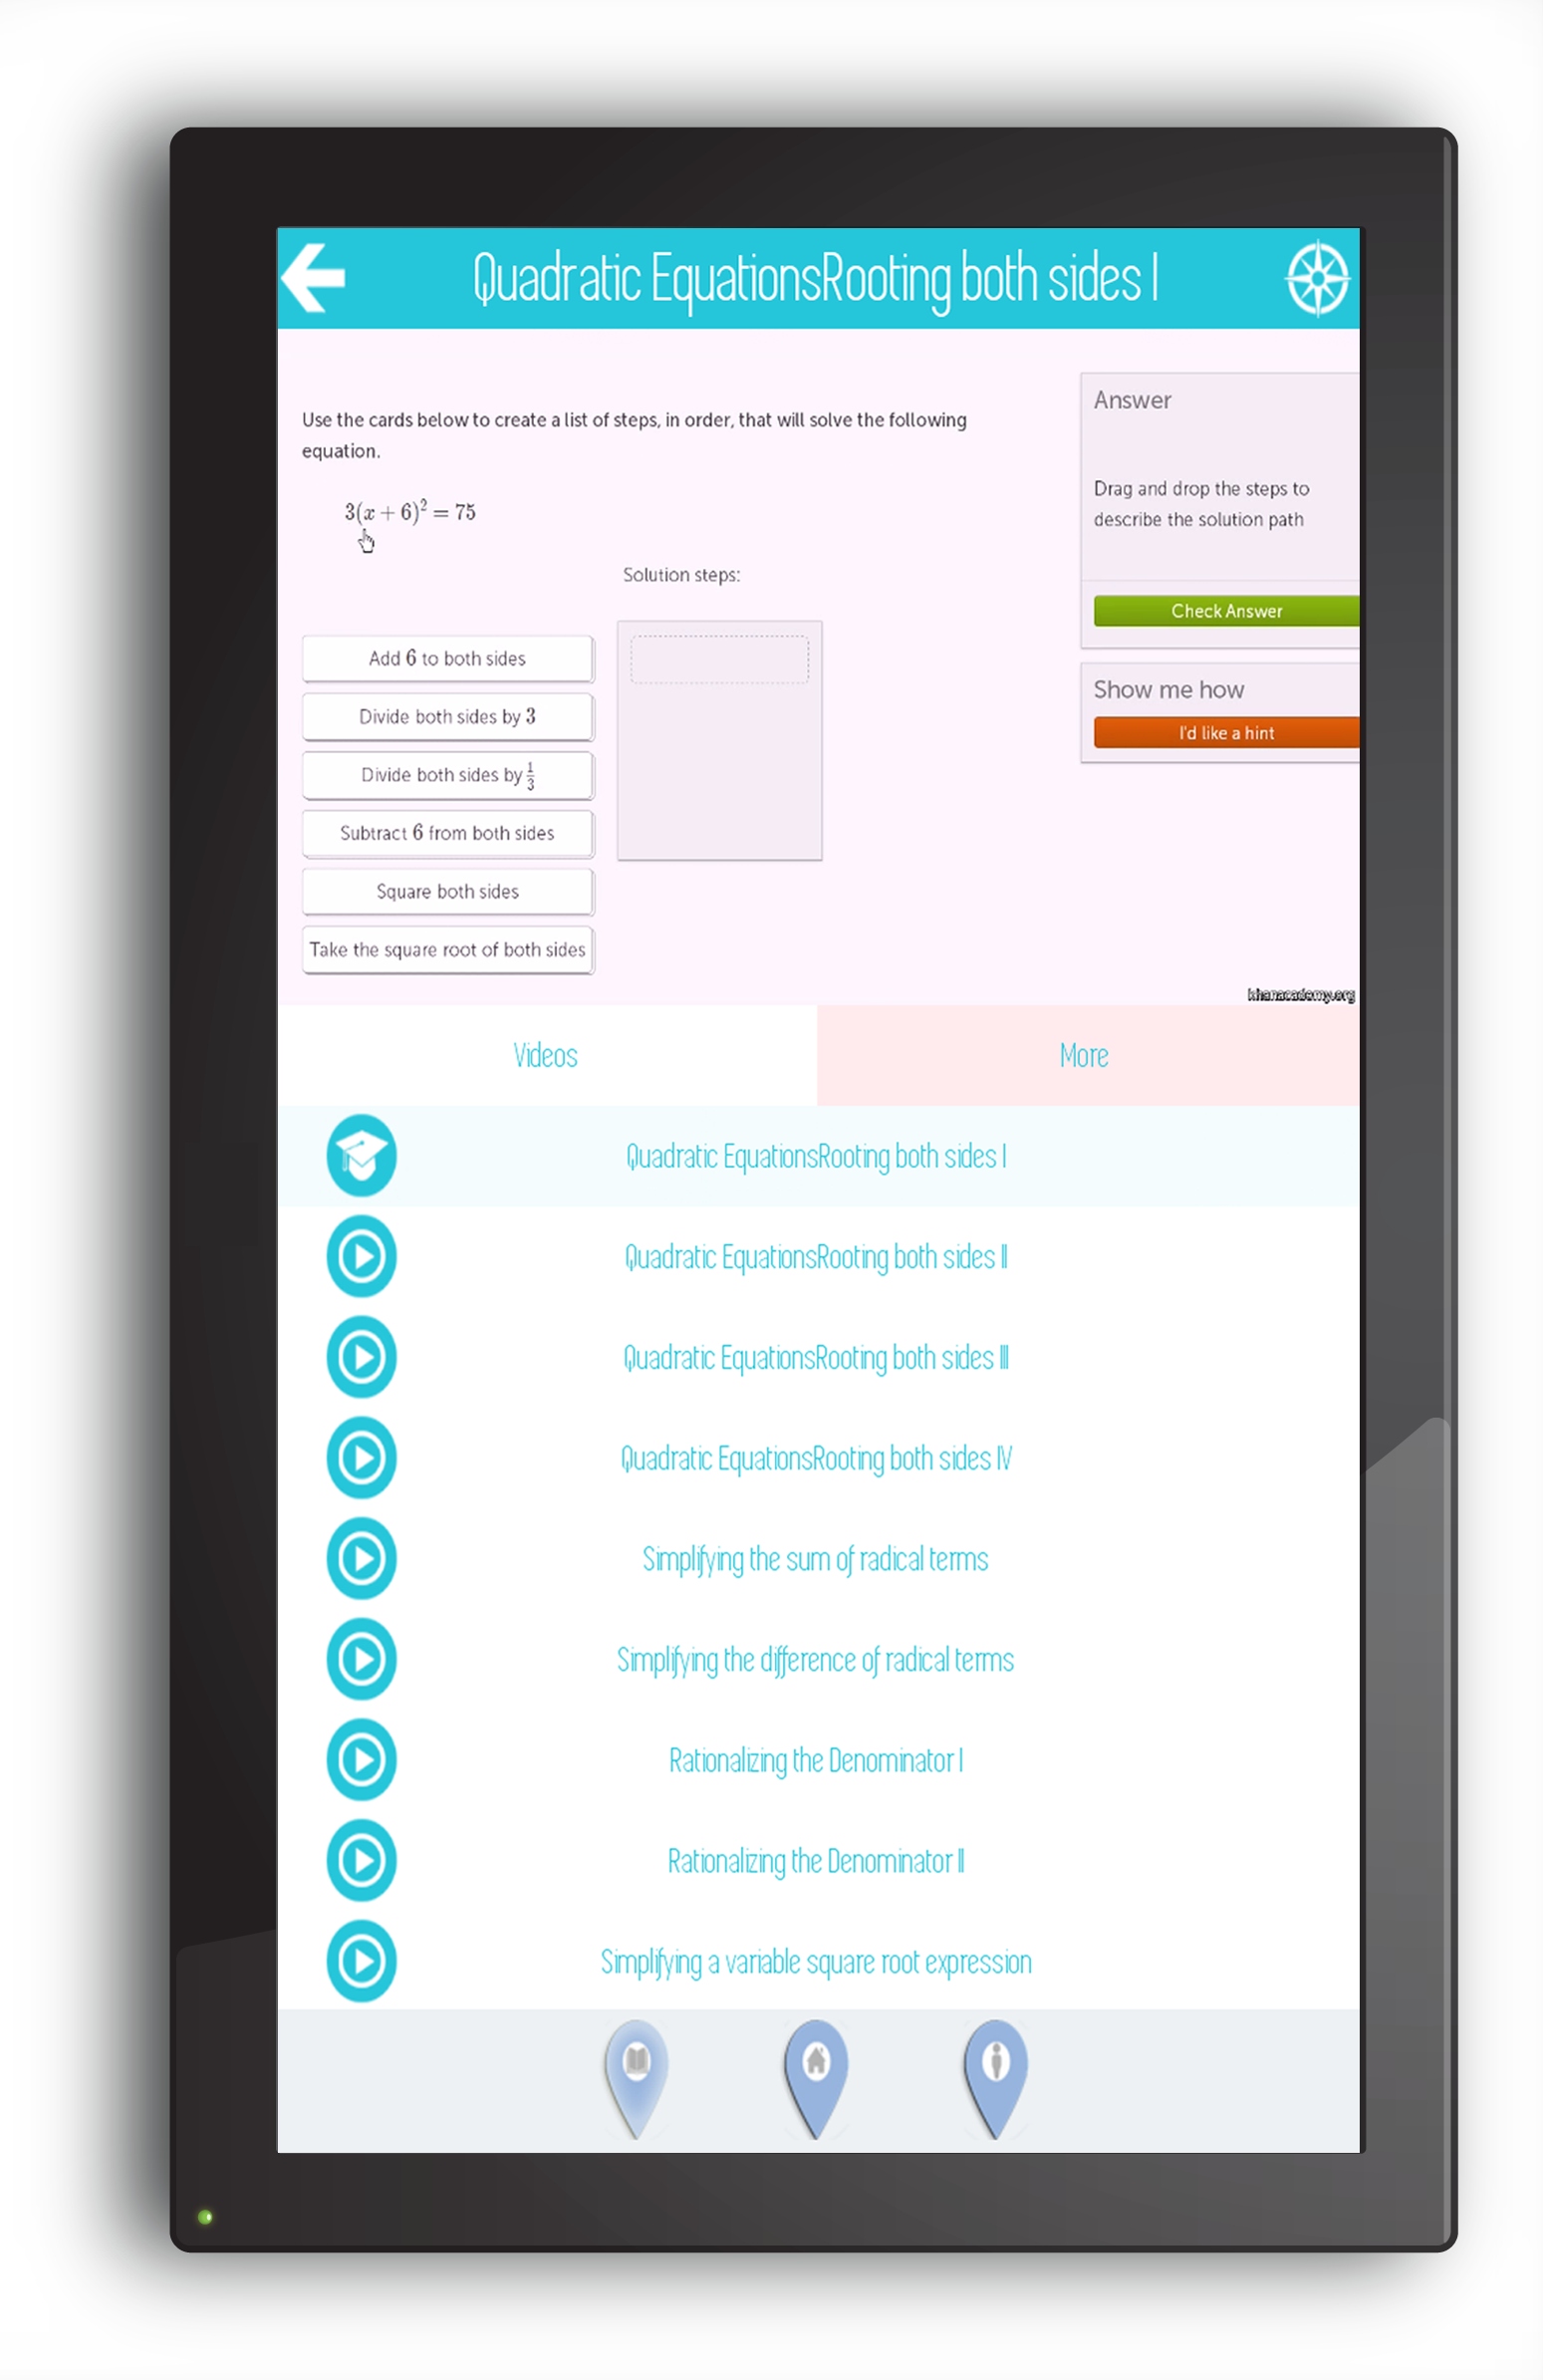 Quadratic EquationsRooting both sides I
Use the cards below to create a list of steps, in order, that will solve the following
equation.
3(x + 6)² = 75
Solution steps:
Add 6 to both sides
Divide both sides by 3
Divide both sides by 1/3
Subtract 6 from both sides
Square both sides
Take the square root of both sides
Answer
Drag and drop the steps to
describe the solution path
Check Answer
Show me how
I'd like a hint
khanacademy.org
Videos
More
Quadratic EquationsRooting both sides I
Quadratic EquationsRooting both sides II
Quadratic EquationsRooting both sides III
Quadratic EquationsRooting both sides IV
Simplifying the sum of radical terms
Simplifying the difference of radical terms
Rationalizing the Denominator I
Rationalizing the Denominator II
Simplifying a variable square root expression